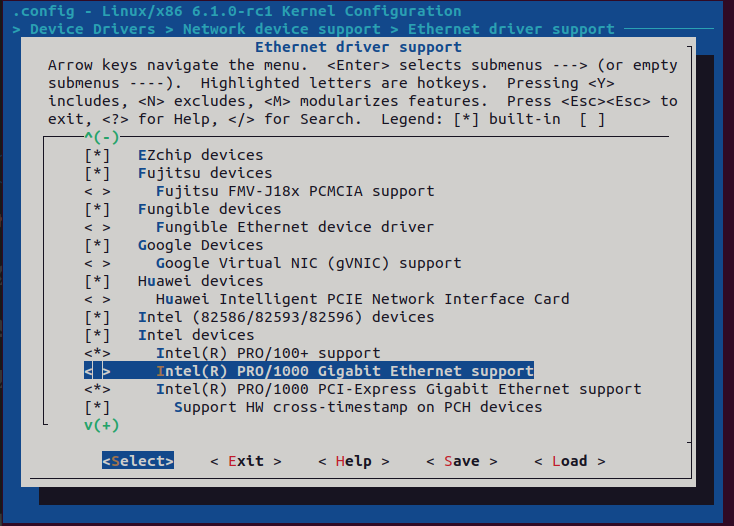 .config - Linux/x86 6.1.0-rc1 Kernel Configuration
> Device Drivers > Network device support > Ethernet driver support
Ethernet driver support
Arrow keys navigate the menu. <Enter> selects submenus ---> (or empty
submenus ----). Highlighted letters are hotkeys. Pressing <Y>
includes, <N> excludes, <M> modularizes features. Press <Esc><Esc> to
exit, <?> for Help, </> for Search. Legend: [*] built-in [ ]
^(-)
[*] EZchip devices
[*] Fujitsu devices
< > Fujitsu FMV-J18x PCMCIA support
[*] Fungible devices
< > Fungible Ethernet device driver
[*] Google Devices
< > Google Virtual NIC (gVNIC) support
[*] Huawei devices
< > Huawei Intelligent PCIE Network Interface Card
[*] Intel (82586/82593/82596) devices
[*] Intel devices
<*> Intel(R) PRO/100+ support
< > Intel(R) PRO/1000 Gigabit Ethernet support
<*> Intel(R) PRO/1000 PCI-Express Gigabit Ethernet support
[*] Support HW cross-timestamp on PCH devices
v(+)
<Select> < Exit > < Help > < Save > < Load >